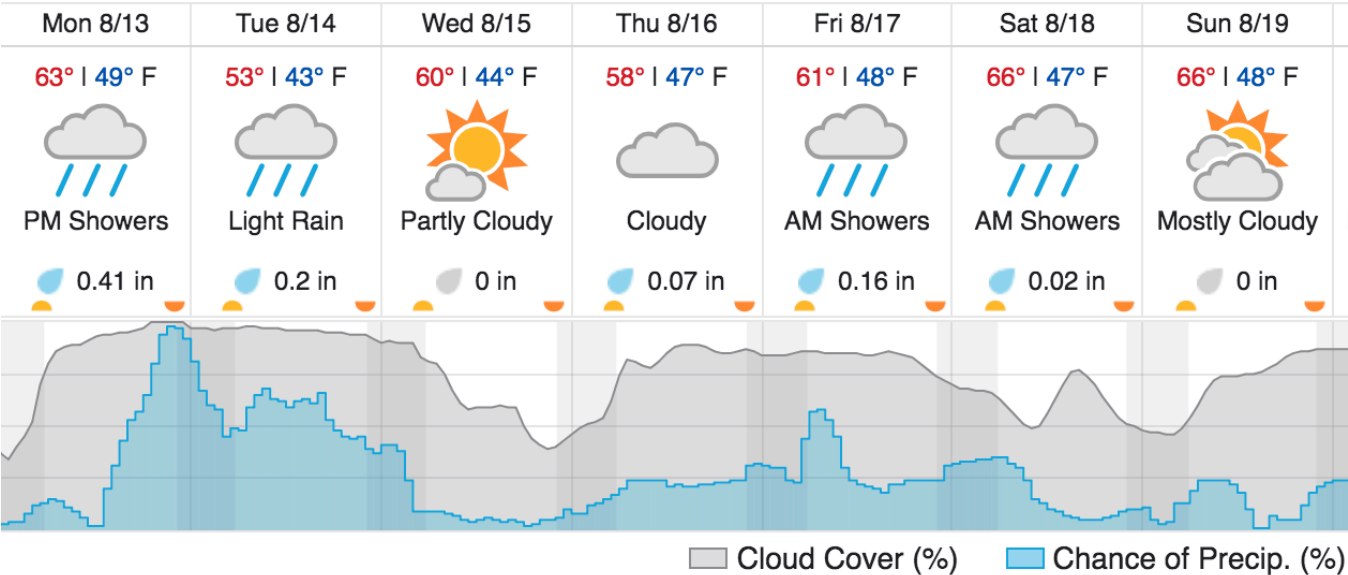 Mon 8/13 Tue 8/14 Wed 8/15 Thu 8/16 Fri 8/17 Sat 8/18 Sun 8/19
63° | 49° F 53° | 43° F 60° | 44° F 58° | 47° F 61° | 48° F 66° | 47° F 66° | 48° F
PM Showers Light Rain Partly Cloudy Cloudy AM Showers AM Showers Mostly Cloudy
0.41 in 0.2 in 0 in 0.07 in 0.16 in 0.02 in 0 in
Cloud Cover (%) Chance of Precip. (%)